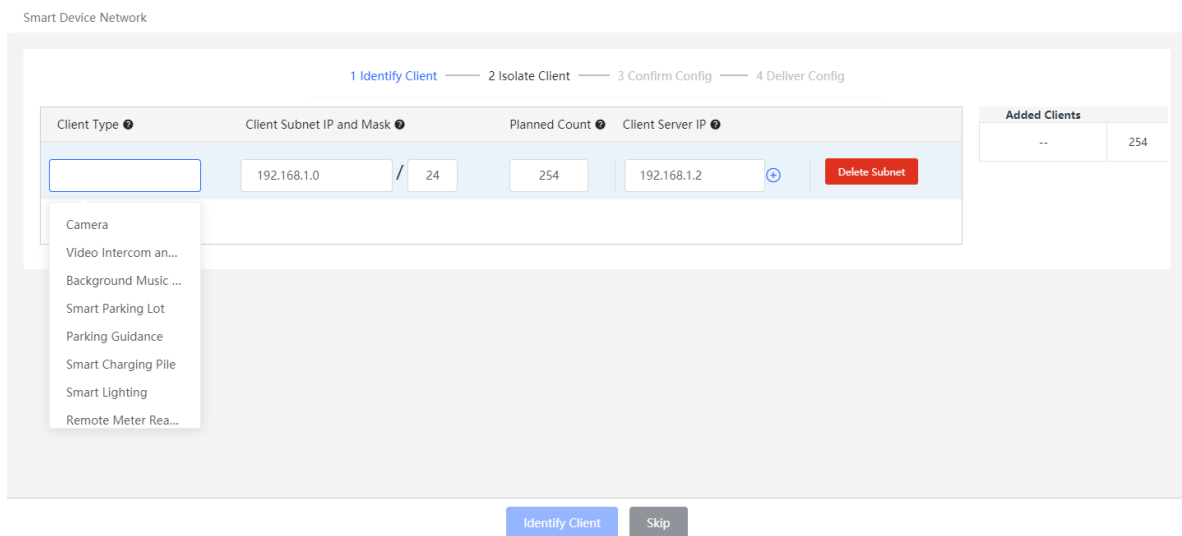 Smart Device Network
1 Identify Client 2 Isolate Client 3 Confirm Config 4 Deliver Config
Client Type Client Subnet IP and Mask Planned Count Client Server IP
192.168.1.0 / 24 254 192.168.1.2 Delete Subnet
Camera
Video Intercom an...
Background Music ...
Smart Parking Lot
Parking Guidance
Smart Charging Pile
Smart Lighting
Remote Meter Rea...
Added Clients
-- 254
Identify Client Skip